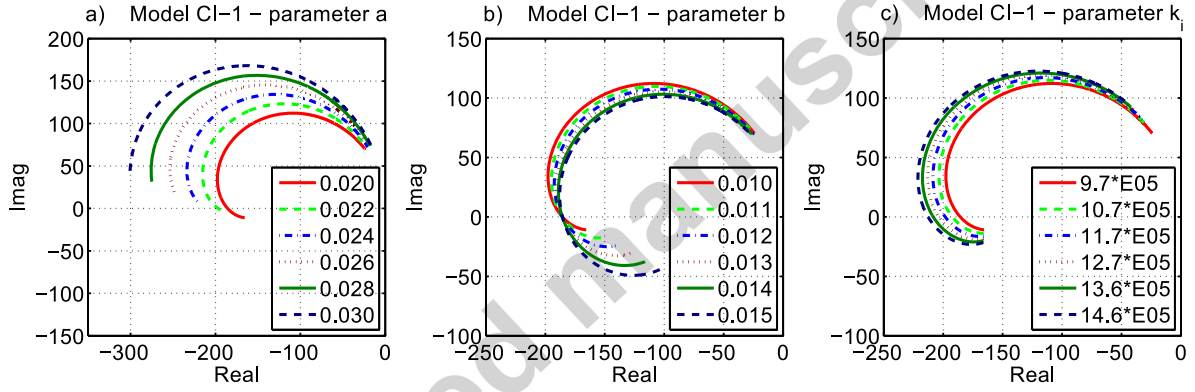 a) Model CI−1 − parameter a
200
150
100
50
0
−50
−100
−150
Imag
−300 −200 −100 0
Real
0.020
0.022
0.024
0.026
0.028
0.030
b) Model CI−1 − parameter b
150
100
50
0
−50
−100
Imag
−250 −200 −150 −100 −50 0
Real
0.010
0.011
0.012
0.013
0.014
0.015
c) Model CI−1 − parameter ki
150
100
50
0
−50
−100
Imag
−250 −200 −150 −100 −50 0
Real
9.7*E05
10.7*E05
11.7*E05
12.7*E05
13.6*E05
14.6*E05